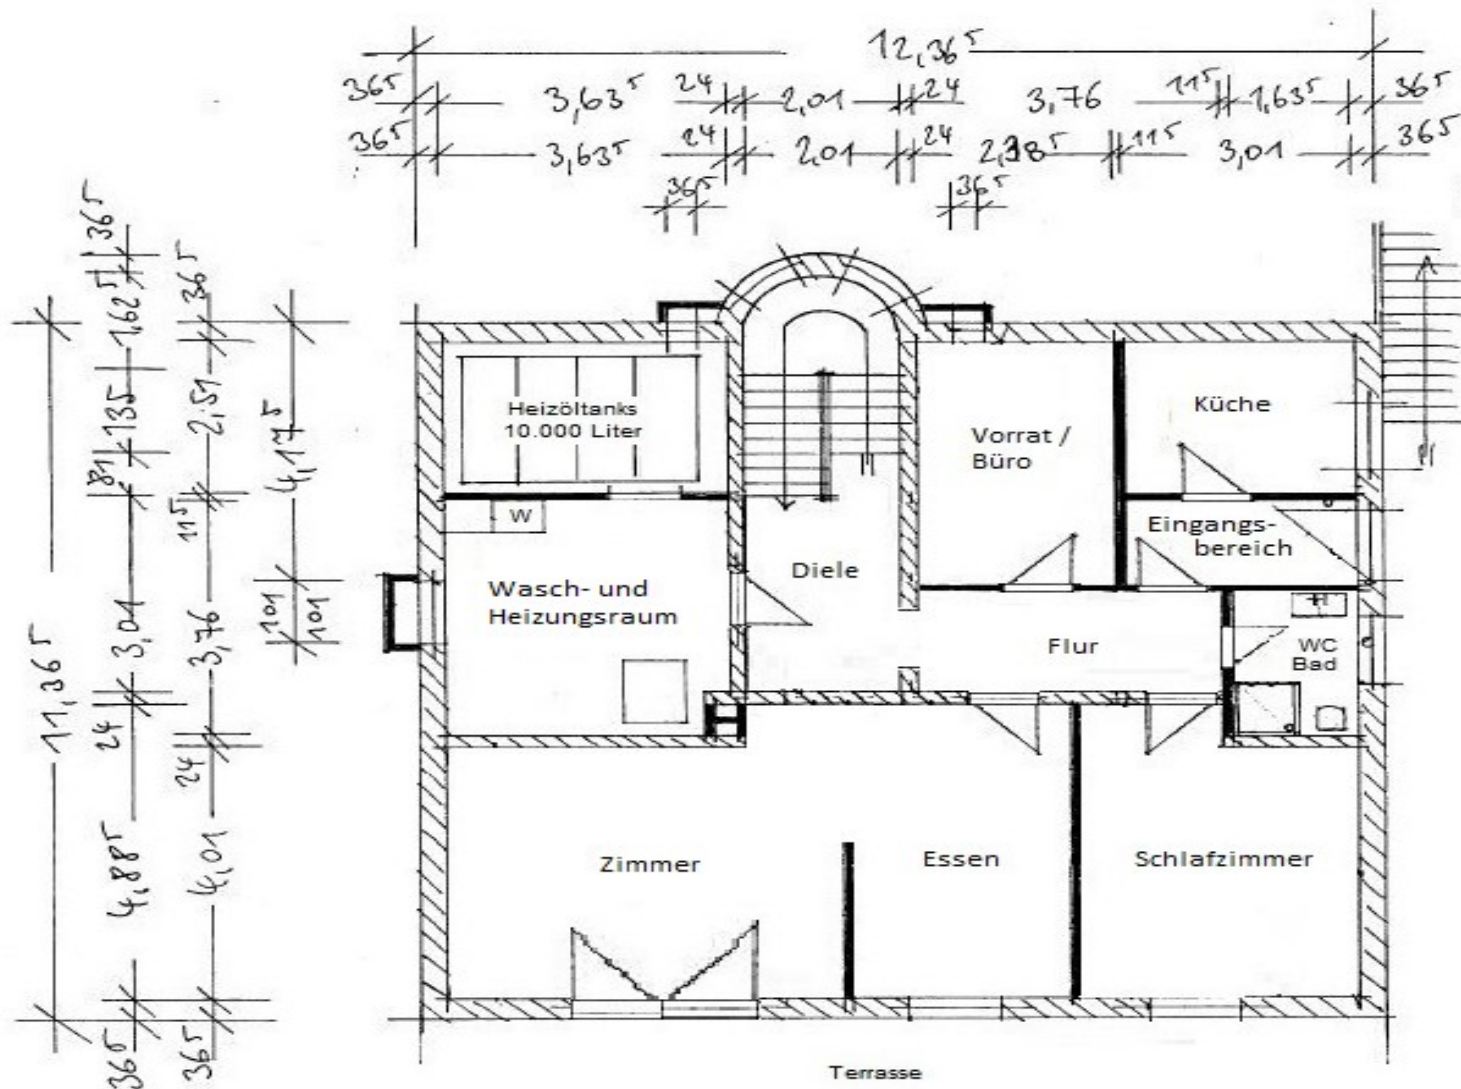 12,36⁵
36⁵ 3,63⁵ 24 2,01 24 3,76 11⁵ 1,63⁵ 36⁵
36⁵ 3,63⁵ 24 2,01 24 11⁵ 3,01 36⁵
36⁵ 36⁵
36⁵
1,62⁵
1,35
81
3,01
24
4,88⁵
36⁵
36⁵
2,51
11⁵
3,76
24
4,01
36⁵
4,17⁵
1,01
1,01
11,36⁵
Heizöltanks
10.000 Liter
Vorrat /
Büro
Küche
W
Eingangs-
bereich
Diele
Wasch- und
Heizungsraum
Flur
WC
Bad
Zimmer
Essen
Schlafzimmer
Terrasse